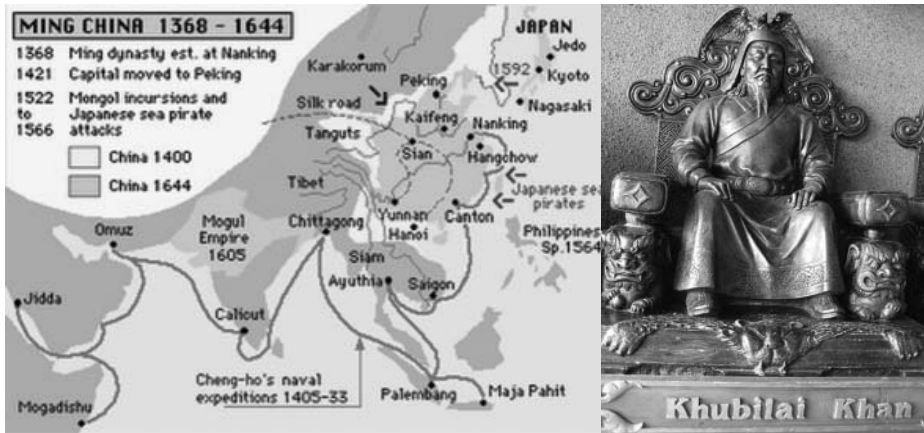 MING CHINA 1368 - 1644
1368 Ming dynasty est. at Nanking
1421 Capital moved to Peking
1522 Mongol incursions and
to Japanese sea pirate
1566 attacks
China 1400
China 1644
JAPAN
Jedo
Kyoto
1592
Nagasaki
Karakorum
Peking
Silk road
Kaifeng
Nanking
Tanguts
Sian
Hangchow
Tibet
Japanese sea
pirates
Yunnan
Canton
Hanoi
Chittagong
Mogul
Empire
1605
Omuz
Philippines
Sp.1564
Siam
Ayuthia
Saigon
Jidda
Calicut
Cheng-ho's naval
expeditions 1405-33
Palembang
Maja Pahit
Mogadishu
Khubilai Khan